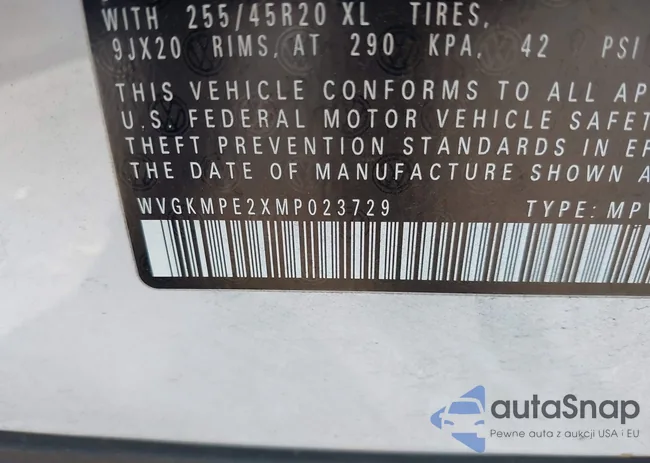 WITH 255/45R20 XL TIRES,
9JX20 RIMS, AT 290 KPA, 42 PSI
THIS VEHICLE CONFORMS TO ALL AP
U.S. FEDERAL MOTOR VEHICLE SAFET
THEFT PREVENTION STANDARDS IN EF
THE DATE OF MANUFACTURE SHOWN A
WVGKMPE2XMP023729 TYPE: MPV
autaSnap
Pewne auta z aukcji USA i EU